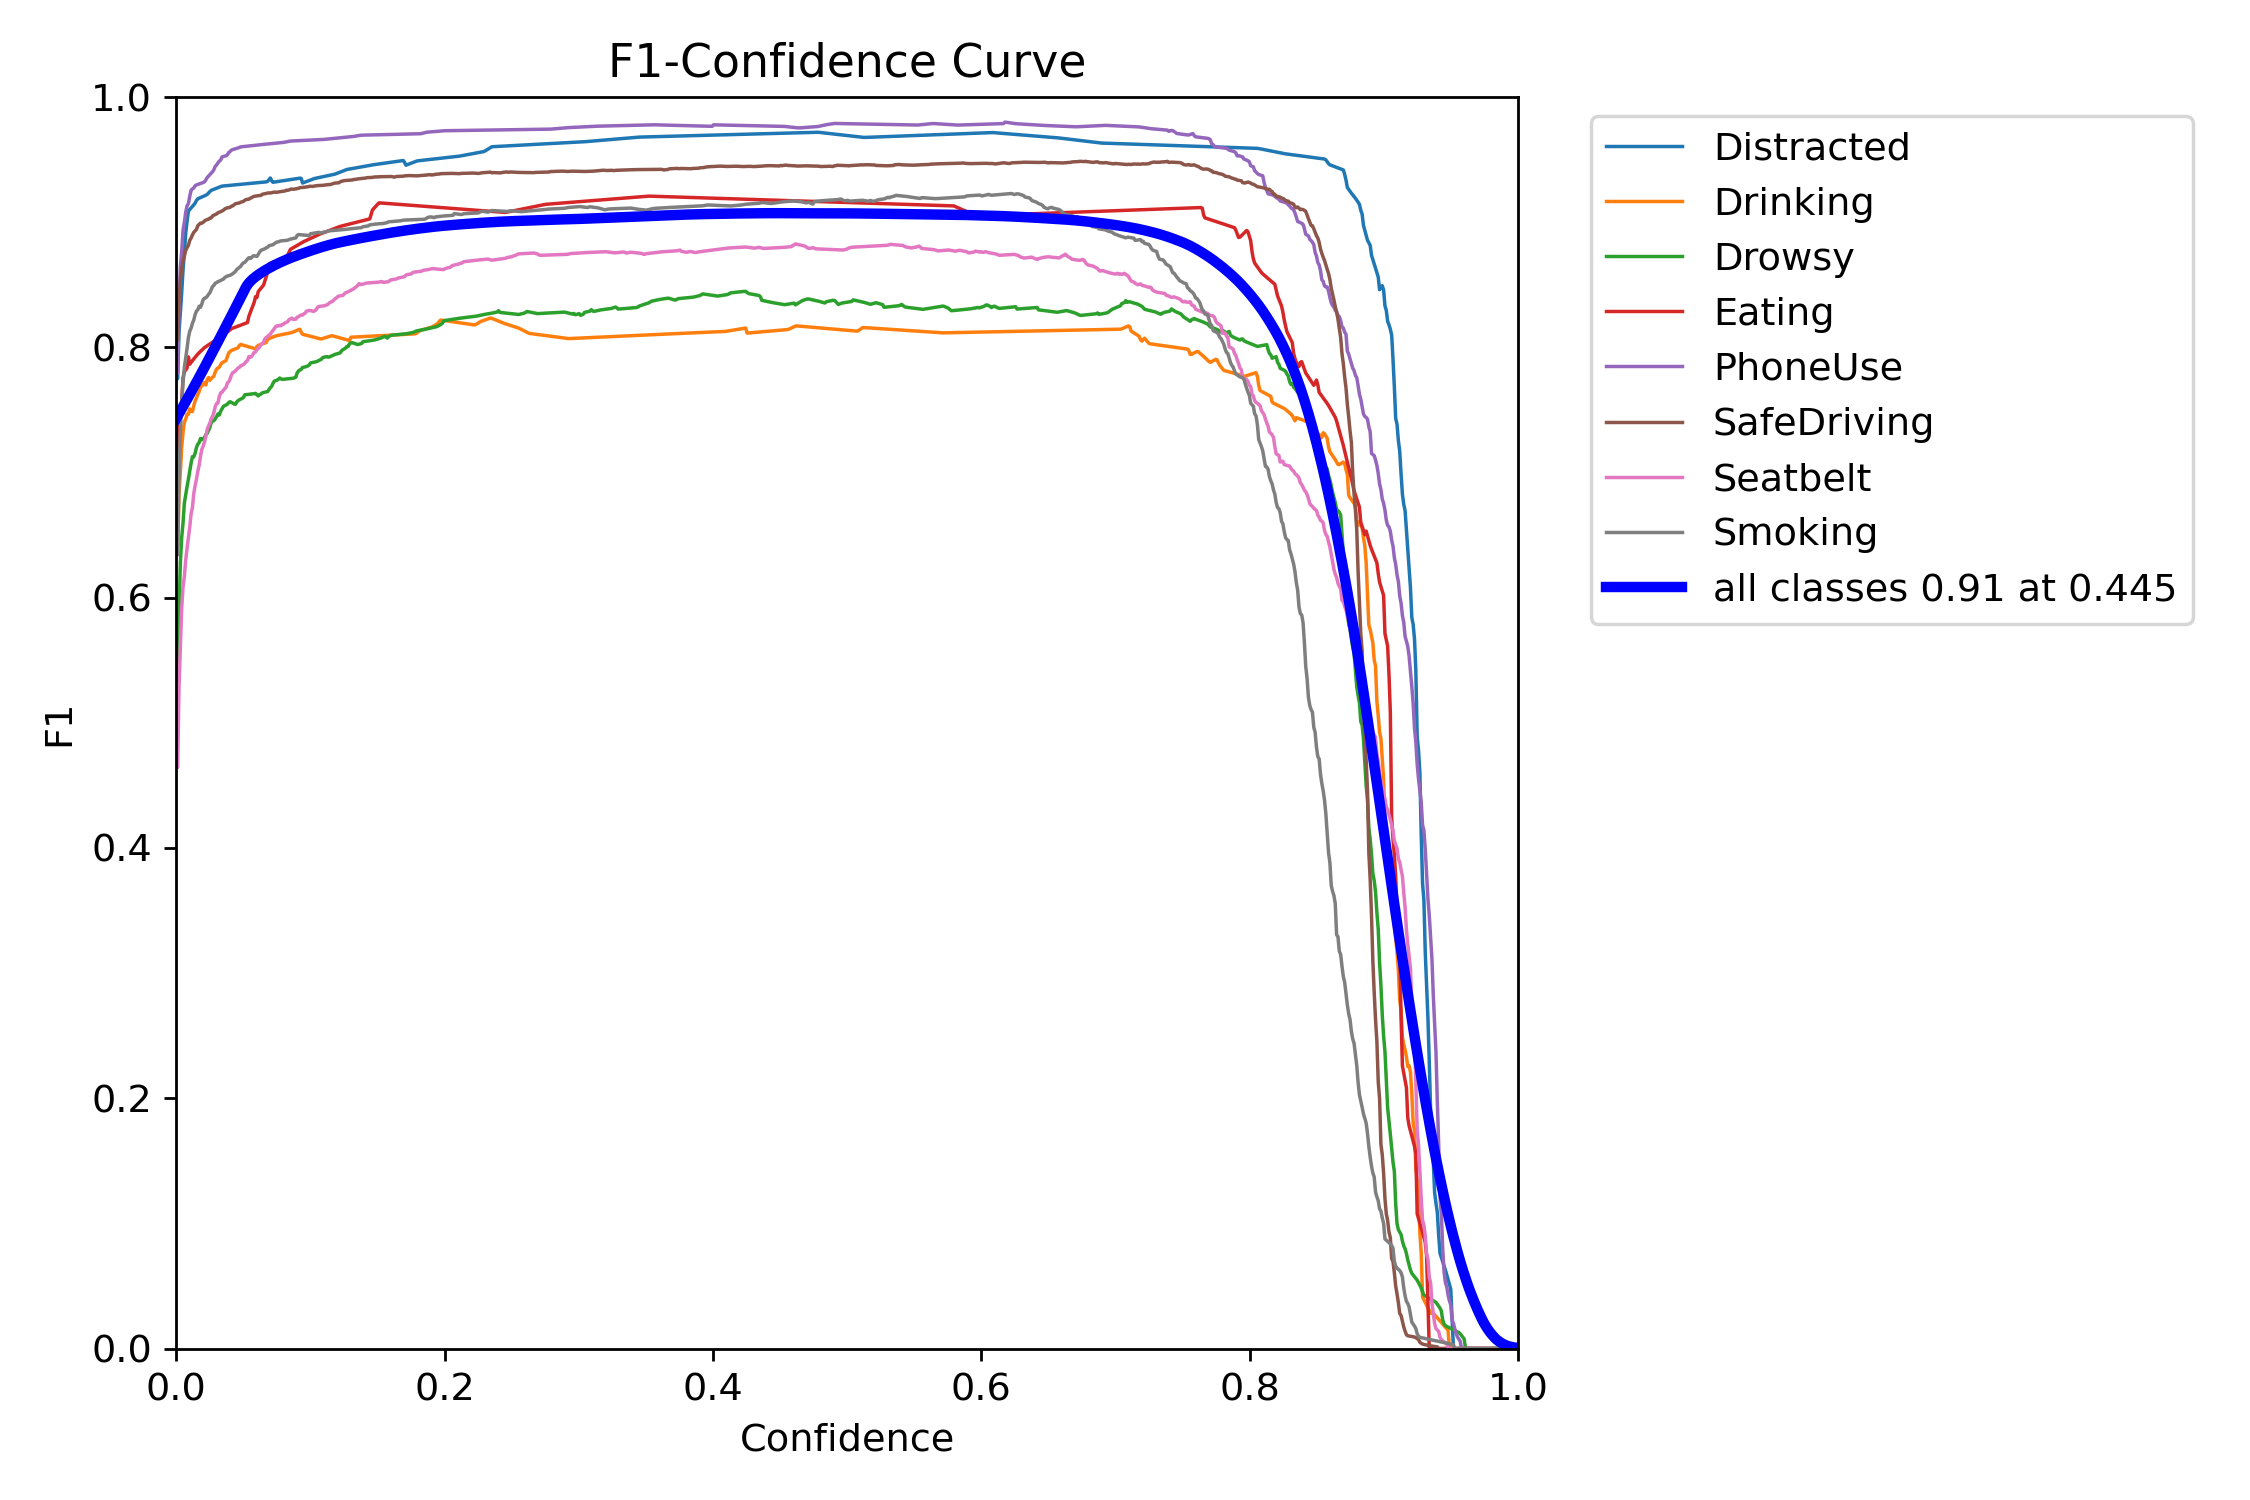 F1-Confidence Curve
1.0
0.8
0.6
0.4
0.2
0.0
F1
0.0 0.2 0.4 0.6 0.8 1.0
Confidence
Distracted
Drinking
Drowsy
Eating
PhoneUse
SafeDriving
Seatbelt
Smoking
all classes 0.91 at 0.445